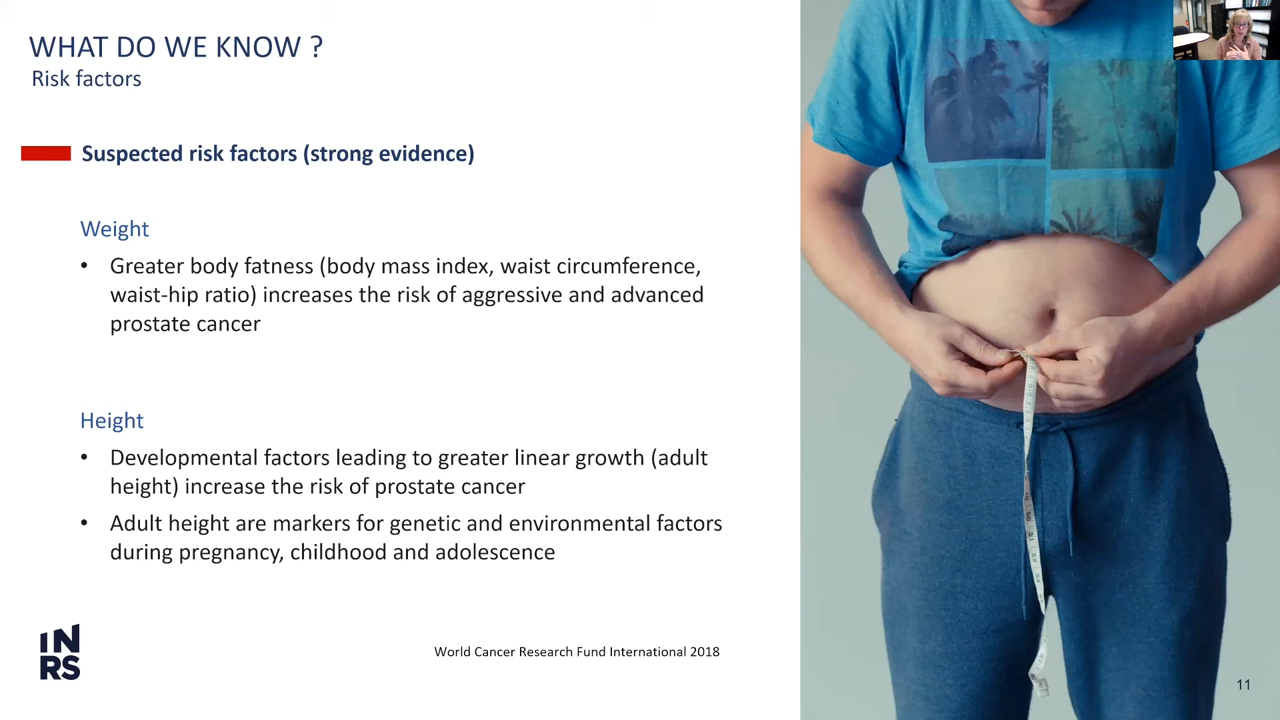 WHAT DO WE KNOW ?
Risk factors
Suspected risk factors (strong evidence)
Weight
• Greater body fatness (body mass index, waist circumference,
waist-hip ratio) increases the risk of aggressive and advanced
prostate cancer
Height
• Developmental factors leading to greater linear growth (adult
height) increase the risk of prostate cancer
• Adult height are markers for genetic and environmental factors
during pregnancy, childhood and adolescence
IN
RS
World Cancer Research Fund International 2018
11